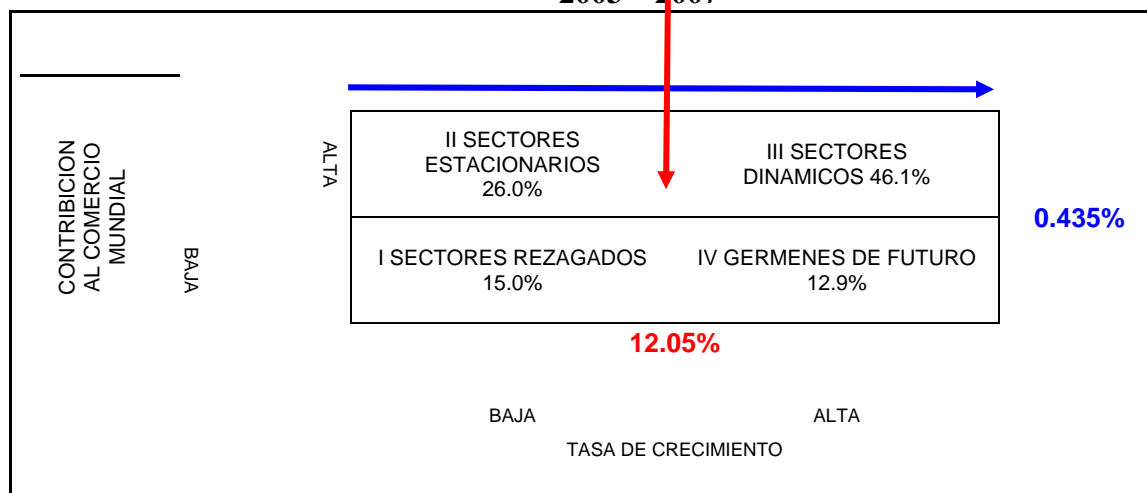 II SECTORES
ESTACIONARIOS
26.0%
III SECTORES
DINAMICOS 46.1%
ALTA
CONTRIBICION
AL COMERCIO
MUNDIAL
BAJA
0.435%
I SECTORES REZAGADOS
15.0%
IV GERMENES DE FUTURO
12.9%
12.05%
BAJA
ALTA
TASA DE CRECIMIENTO